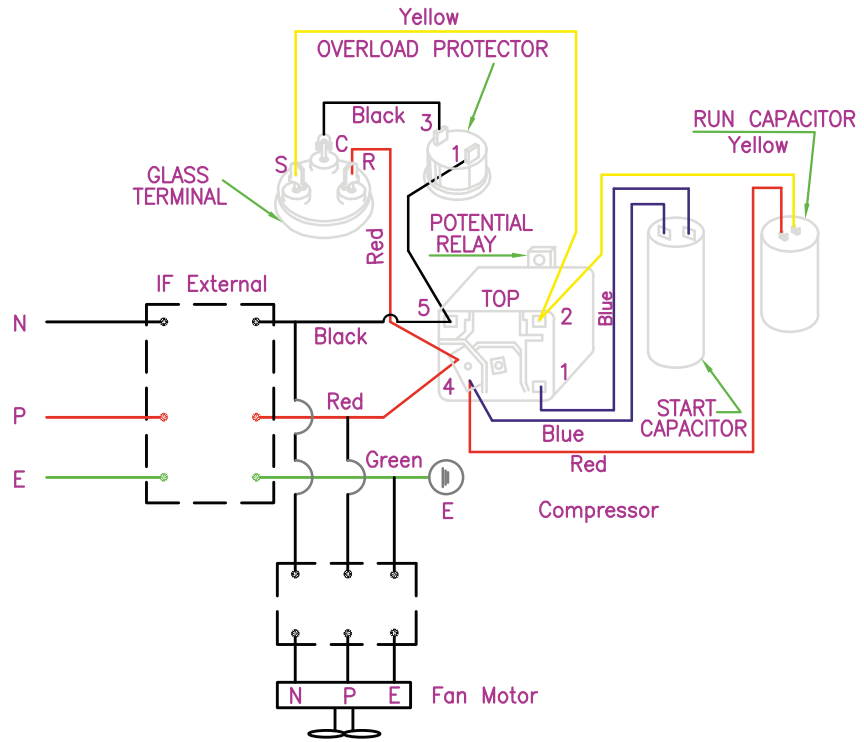 Yellow
OVERLOAD PROTECTOR
Black
3
RUN CAPACITOR
Yellow
C
S
R
1
GLASS
TERMINAL
POTENTIAL
RELAY
Red
IF External
TOP
5
2
Blue
N
Black
1
4
Red
P
START
CAPACITOR
Blue
Green
Red
E
E
Compressor
N P E
Fan Motor